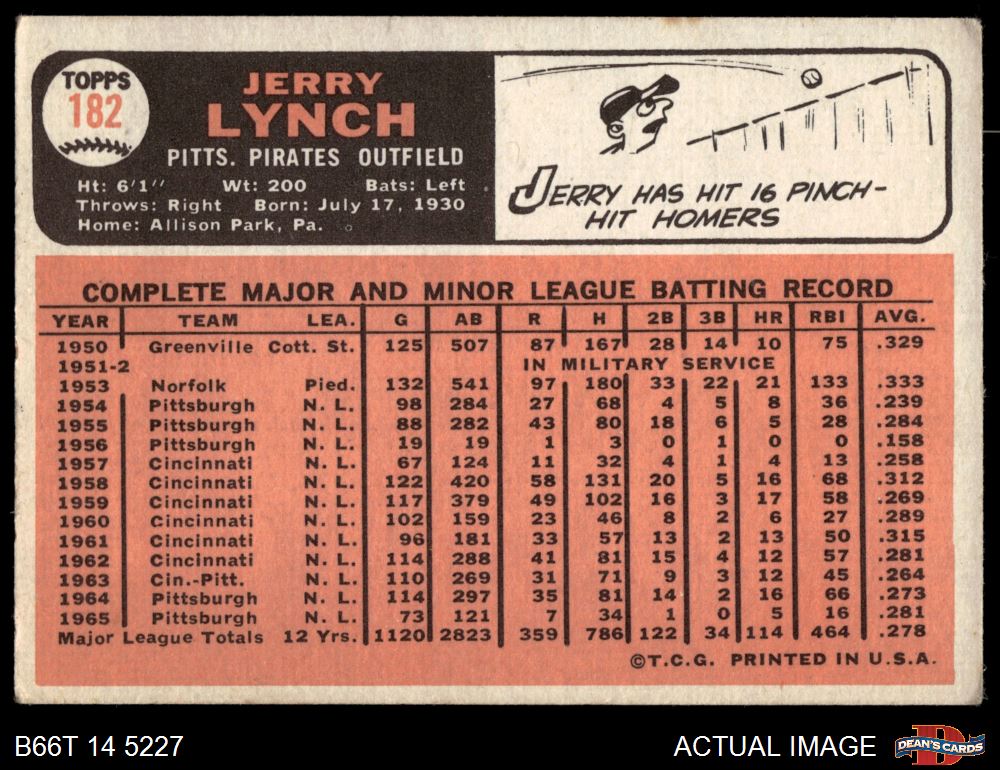 TOPPS
182
JERRY
LYNCH
PITTS. PIRATES OUTFIELD
Ht: 6'1" Wt: 200 Bats: Left
Throws: Right Born: July 17, 1930
Home: Allison Park, Pa.
JERRY HAS HIT 16 PINCH-
HIT HOMERS
COMPLETE MAJOR AND MINOR LEAGUE BATTING RECORD
YEAR TEAM LEA. G AB R H 2B 3B HR RBI AVG.
1950 Greenville Cott. St. 125 507 87 167 28 14 10 75 .329
1951-2 IN MILITARY SERVICE
1953 Norfolk Pied. 132 541 97 180 33 22 21 133 .333
1954 Pittsburgh N. L. 98 284 27 68 4 5 8 36 .239
1955 Pittsburgh N. L. 88 282 43 80 18 6 5 28 .284
1956 Pittsburgh N. L. 19 19 1 3 0 1 0 0 .158
1957 Cincinnati N. L. 67 124 11 32 4 1 4 13 .258
1958 Cincinnati N. L. 122 420 58 131 20 5 16 68 .312
1959 Cincinnati N. L. 117 379 49 102 16 3 17 58 .269
1960 Cincinnati N. L. 102 159 23 46 8 2 6 27 .289
1961 Cincinnati N. L. 96 181 33 57 13 2 13 50 .315
1962 Cincinnati N. L. 114 288 41 81 15 4 12 57 .281
1963 Cin.-Pitt. N. L. 110 269 31 71 9 3 12 45 .264
1964 Pittsburgh N. L. 114 297 35 81 14 2 16 66 .273
1965 Pittsburgh N. L. 73 121 7 34 1 0 5 16 .281
Major League Totals 12 Yrs. 1120 2823 359 786 122 34 114 464 .278
©T.C.G. PRINTED IN U.S.A.
B66T 14 5227
ACTUAL IMAGE
D
DEAN'S CARDS